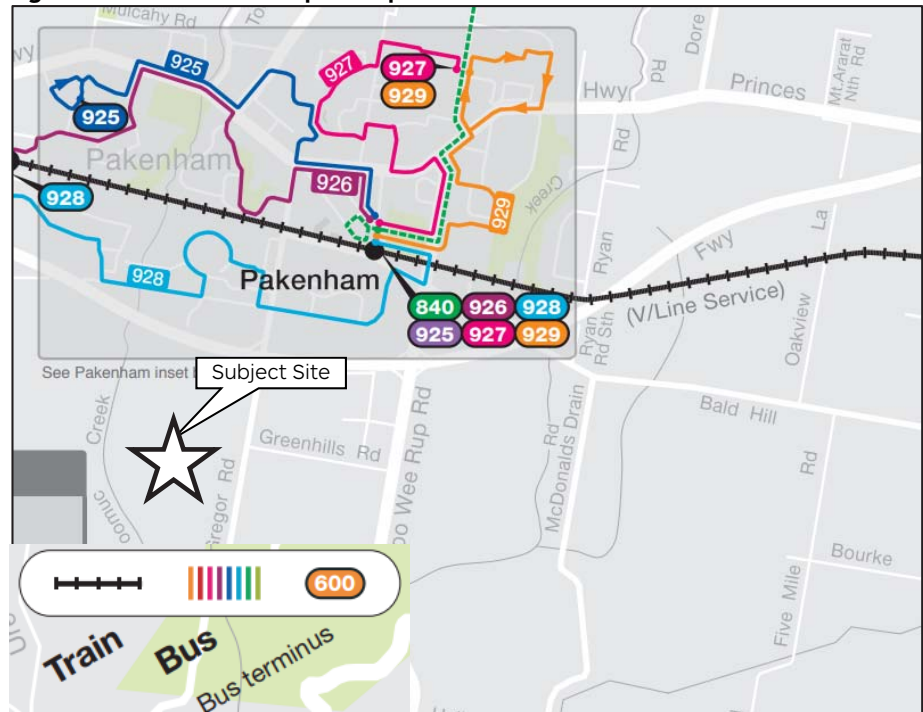 Mulcahy Rd
925
927
927
929
925
Pakenham
926
929
Creek
928
928
Pakenham
840 926 928
925 927 929
See Pakenham inset
Subject Site
Hwy
Princes
Rd
Dore
Mt.Ararat
Nth Rd
Rd
Ryan
Fwy
La
Oakview
(V/Line Service)
Ryan
Rd Sth
Bald Hill
Rd
Creek
Greenhills Rd
Rd
McDonalds Drain
Rd
Bourke
Five Mile
600
Train
Bus
Bus terminus